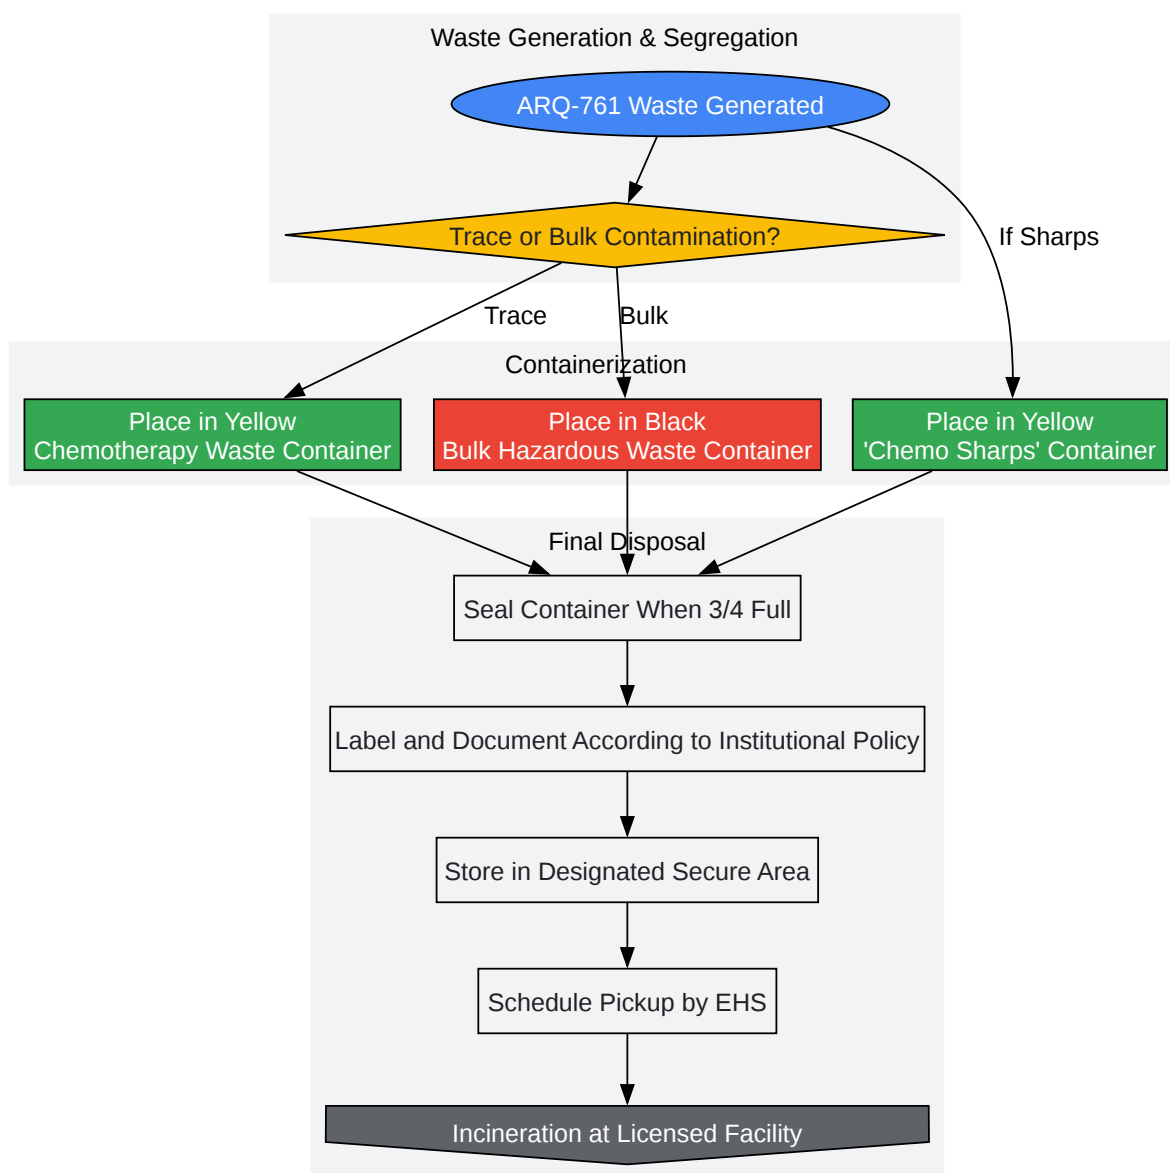 Waste Generation & Segregation
ARQ-761 Waste Generated
Trace or Bulk Contamination?
If Sharps
Trace
Bulk
Containerization
Place in Yellow
Chemotherapy Waste Container
Place in Black
Bulk Hazardous Waste Container
Place in Yellow
'Chemo Sharps' Container
Final Disposal
Seal Container When 3/4 Full
Label and Document According to Institutional Policy
Store in Designated Secure Area
Schedule Pickup by EHS
Incineration at Licensed Facility